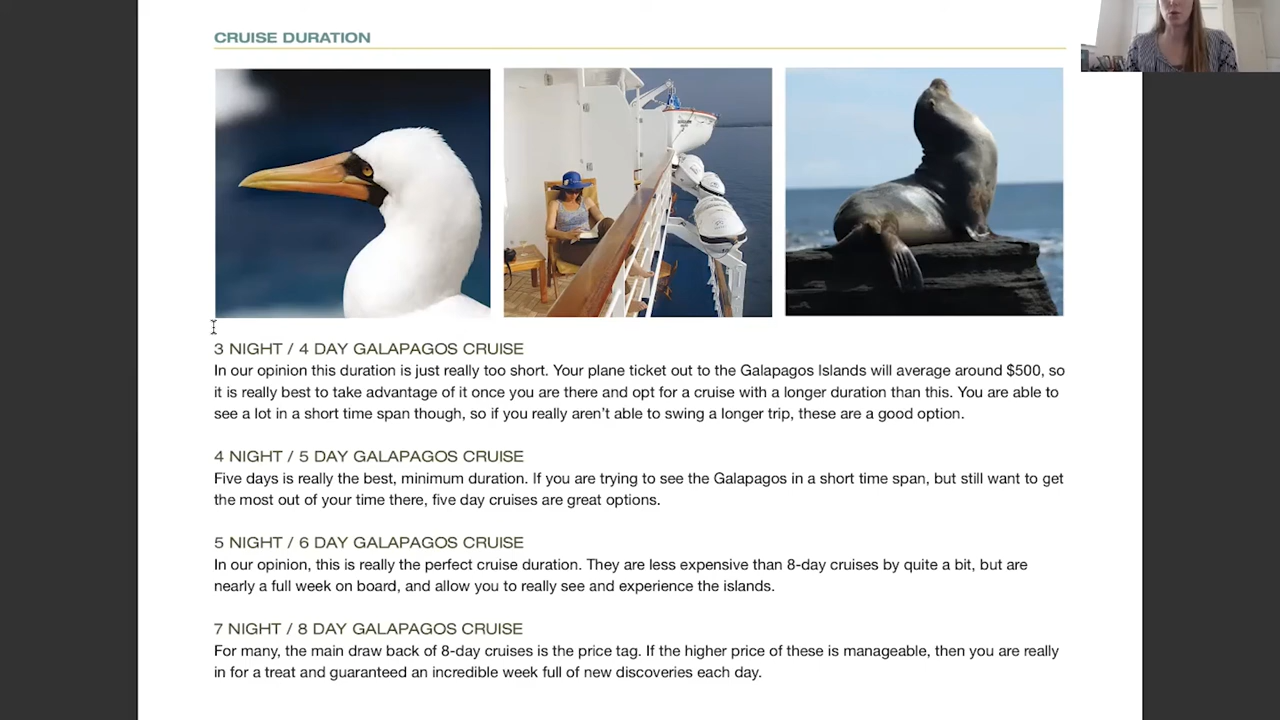 CRUISE DURATION
3 NIGHT / 4 DAY GALAPAGOS CRUISE
In our opinion this duration is just really too short. Your plane ticket out to the Galapagos Islands will average around $500, so
it is really best to take advantage of it once you are there and opt for a cruise with a longer duration than this. You are able to
see a lot in a short time span though, so if you really aren't able to swing a longer trip, these are a good option.
4 NIGHT / 5 DAY GALAPAGOS CRUISE
Five days is really the best, minimum duration. If you are trying to see the Galapagos in a short time span, but still want to get
the most out of your time there, five day cruises are great options.
5 NIGHT / 6 DAY GALAPAGOS CRUISE
In our opinion, this is really the perfect cruise duration. They are less expensive than 8-day cruises by quite a bit, but are
nearly a full week on board, and allow you to really see and experience the islands.
7 NIGHT / 8 DAY GALAPAGOS CRUISE
For many, the main draw back of 8-day cruises is the price tag. If the higher price of these is manageable, then you are really
in for a treat and guaranteed an incredible week full of new discoveries each day.